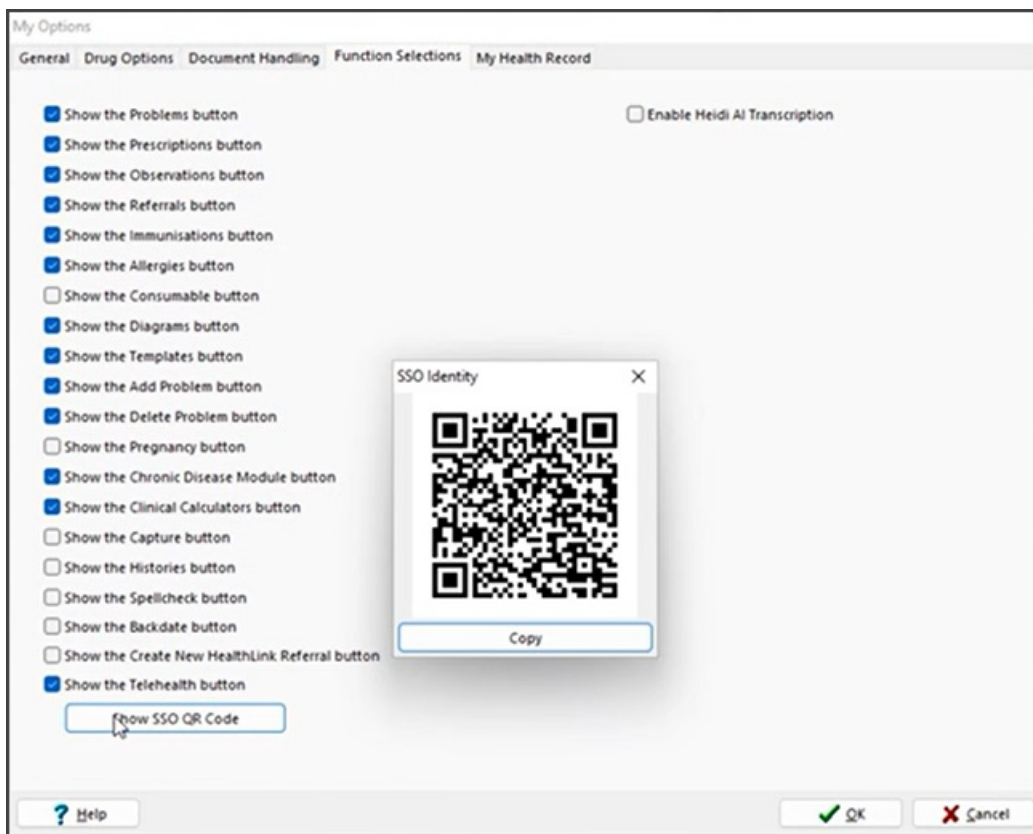 My Options
General Drug Options Document Handling Function Selections My Health Record
Show the Problems button
Show the Prescriptions button
Show the Observations button
Show the Referrals button
Show the Immunisations button
Show the Allergies button
Show the Consumable button
Show the Diagrams button
Show the Templates button
Show the Add Problem button
Show the Delete Problem button
Show the Pregnancy button
Show the Chronic Disease Module button
Show the Clinical Calculators button
Show the Capture button
Show the Histories button
Show the Spellcheck button
Show the Backdate button
Show the Create New HealthLink Referral button
Show the Telehealth button
Show SSO QR Code
Enable Heidi AI Transcription
SSO Identity
Copy
Help
OK
Cancel